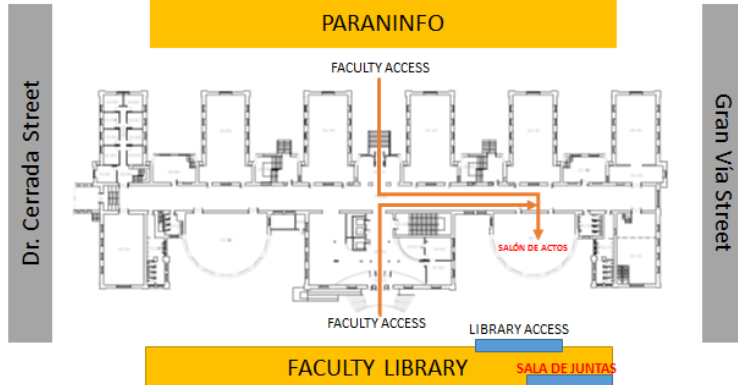 PARANINFO
FACULTY ACCESS
Dr. Cerrada Street
Gran Vía Street
SALÓN DE ACTOS
FACULTY ACCESS
LIBRARY ACCESS
FACULTY LIBRARY
SALA DE JUNTAS